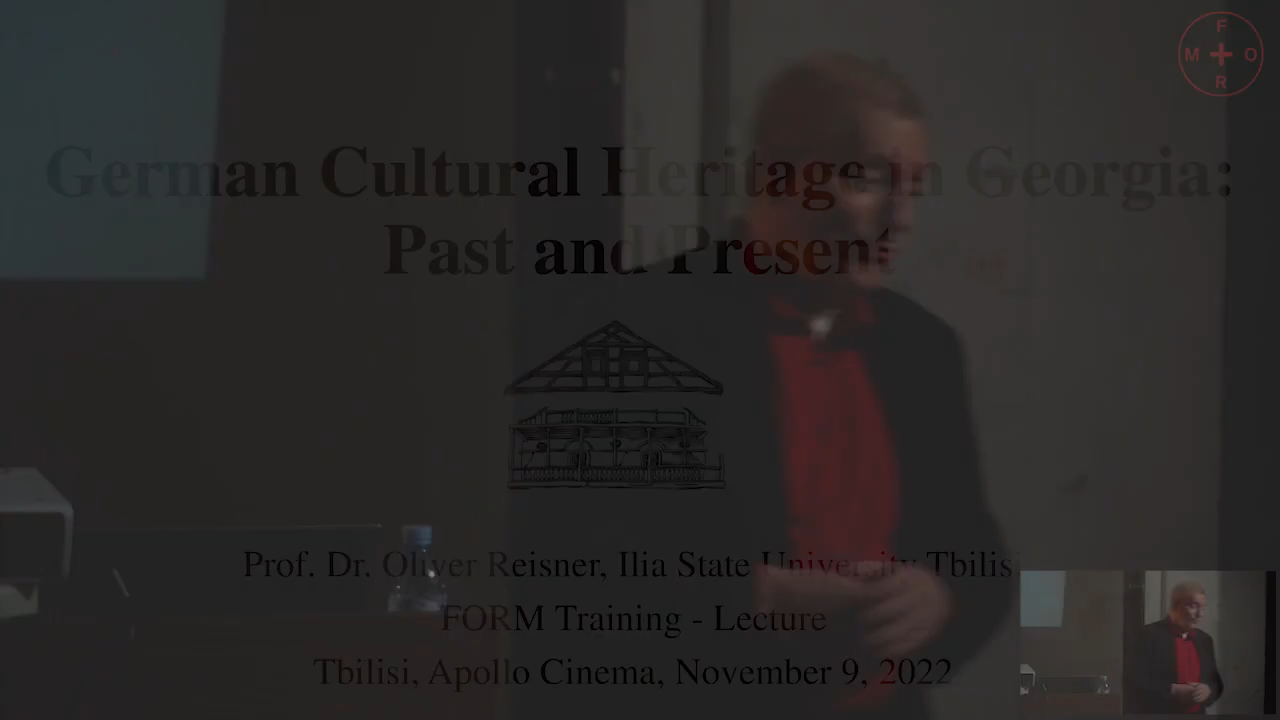 F
M O
R
German Cultural Heritage in Georgia:
Past and Present
Prof. Dr. Oliver Reisner, Ilia State University Tbilisi
FORM Training - Lecture
Tbilisi, Apollo Cinema, November 9, 2022